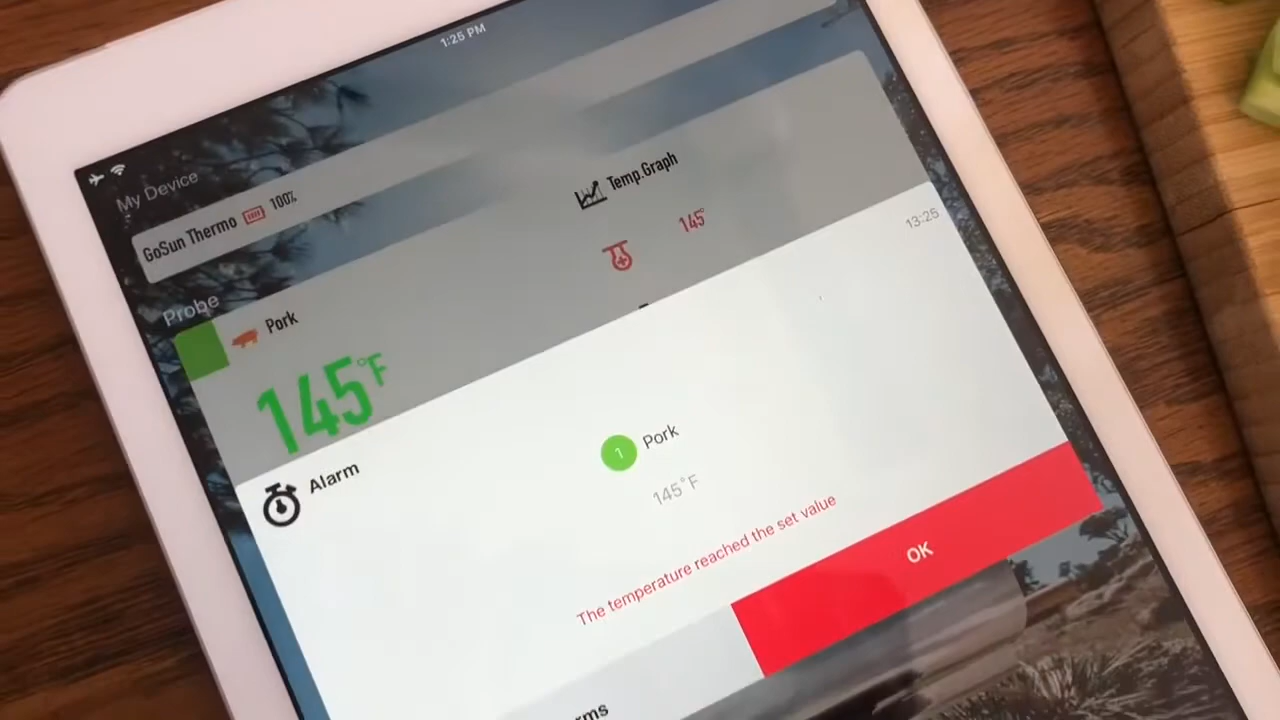 1:25 PM
My Device
GoSun Thermo 100%
Temp.Graph
Probe
Pork
145°
145°F
13:25
Alarm
1 Pork
145°F
The temperature reached the set value
OK